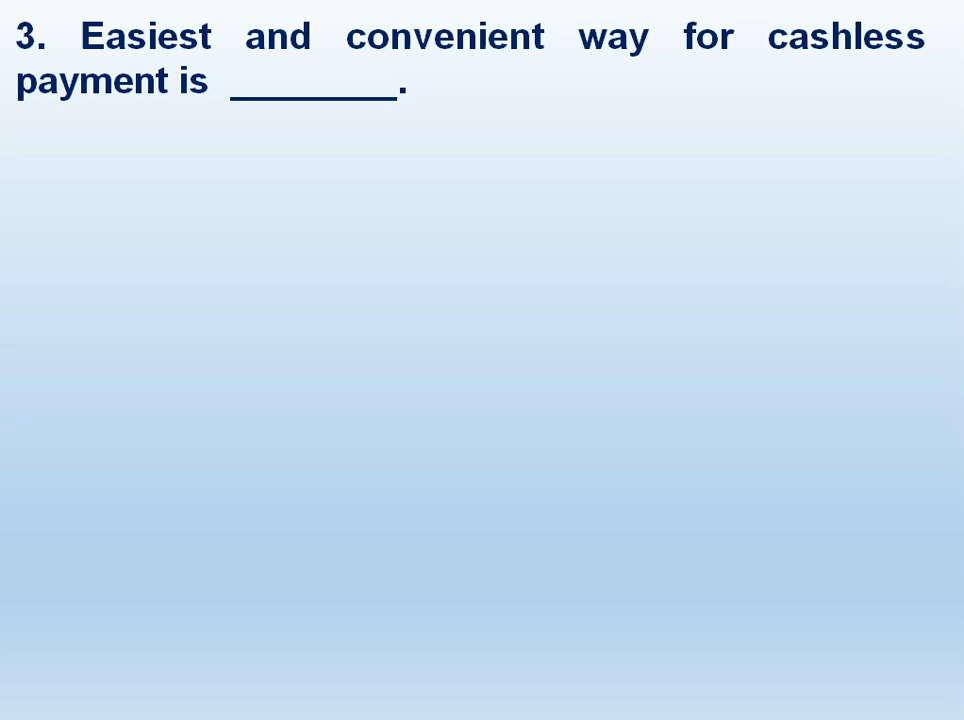 3. Easiest and convenient way for cashless
payment is ________.